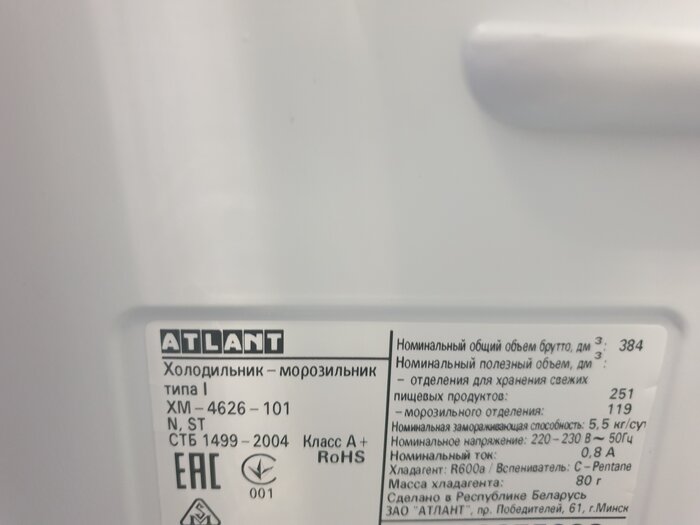 ATLANT
Холодильник – морозильник
типа I
ХМ – 4626 – 101
N, ST
СТБ 1499 – 2004 Класс А+
RoHS
EAC
001
Номинальный общий объем брутто, дм³: 384
Номинальный полезный объем, дм³:
– отделения для хранения свежих
пищевых продуктов: 251
– морозильного отделения: 119
Номинальная замораживающая способность: 5,5 кг/сут
Номинальное напряжение: 220 – 230 В ~ 50Гц
Номинальный ток: 0,8 А
Хладагент: R600a / Вспениватель: C – Pentane
Масса хладагента: 80 г
Сделано в Республике Беларусь
ЗАО "АТЛАНТ", пр. Победителей, 61, г.Минск